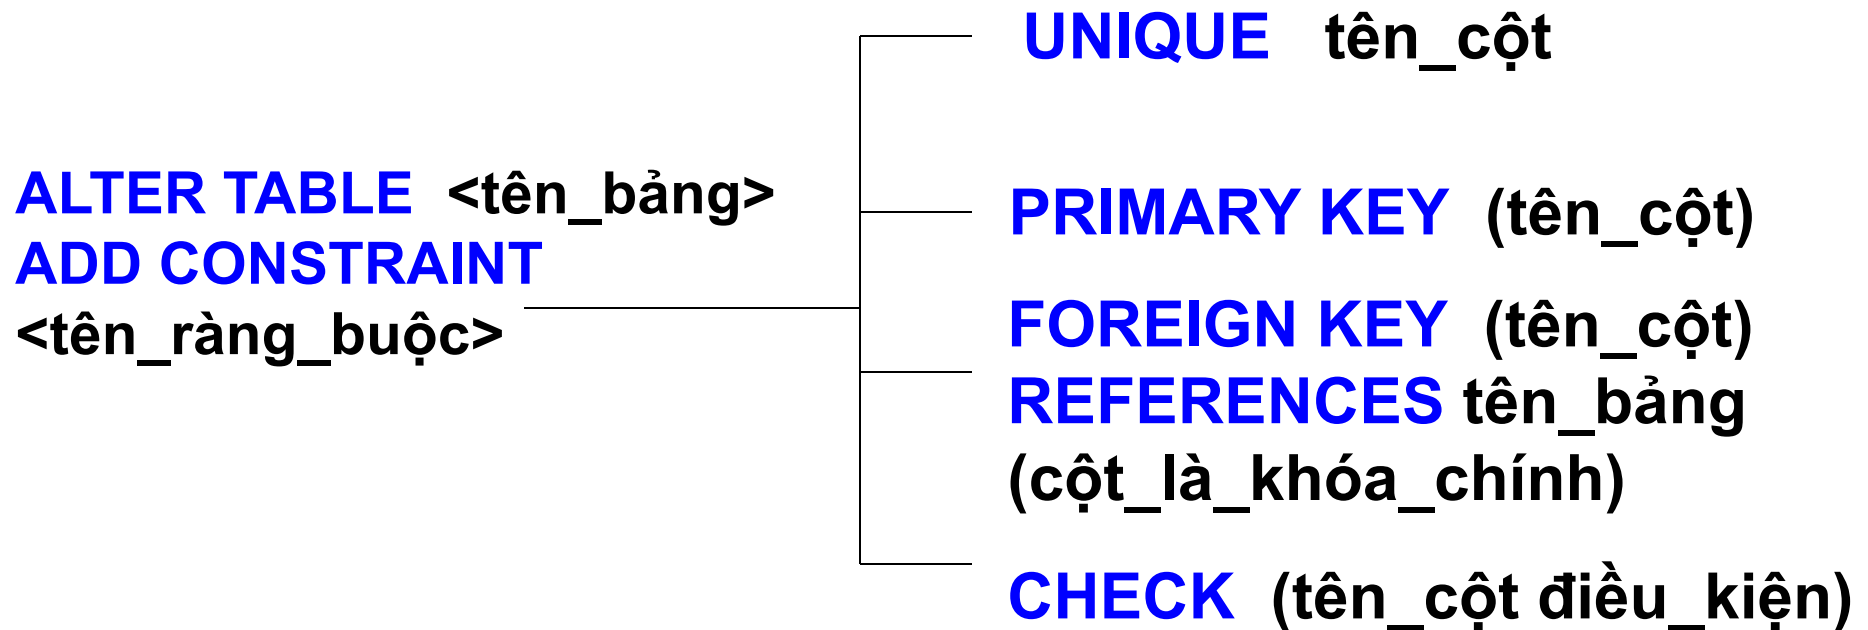 ALTER TABLE <tên_bảng>
ADD CONSTRAINT
<tên_ràng_buộc>
UNIQUE tên_cột
PRIMARY KEY (tên_cột)
FOREIGN KEY (tên_cột)
REFERENCES tên_bảng
(cột_là_khóa_chính)
CHECK (tên_cột điều_kiện)